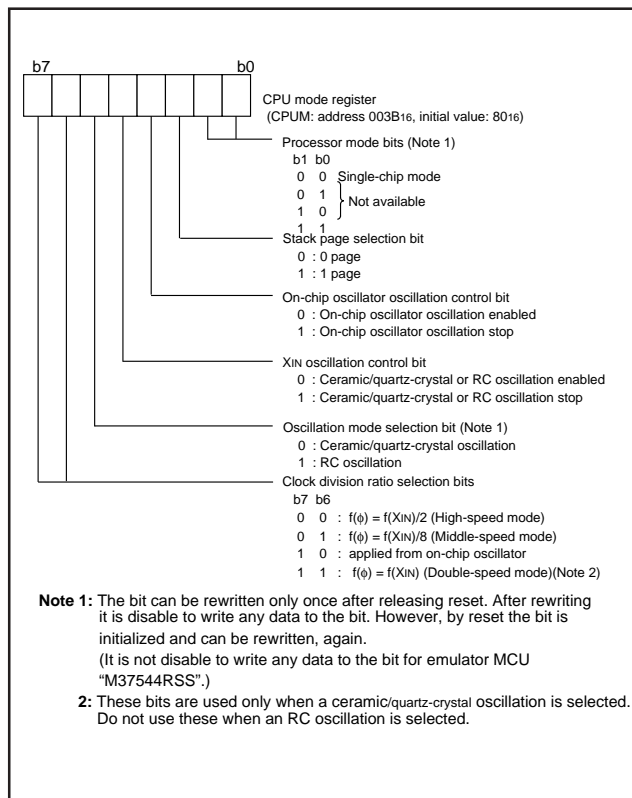 b7 b0
CPU mode register
(CPUM: address 003B16, initial value: 8016)
Processor mode bits (Note 1)
b1 b0
0 0 Single-chip mode
0 1
Not available
1 0
1 1
Stack page selection bit
0 : 0 page
1 : 1 page
On-chip oscillator oscillation control bit
0 : On-chip oscillator oscillation enabled
1 : On-chip oscillator oscillation stop
XIN oscillation control bit
0 : Ceramic/quartz-crystal or RC oscillation enabled
1 : Ceramic/quartz-crystal or RC oscillation stop
Oscillation mode selection bit (Note 1)
0 : Ceramic/quartz-crystal oscillation
1 : RC oscillation
Clock division ratio selection bits
b7 b6
0 0 : f(ϕ) = f(XIN)/2 (High-speed mode)
0 1 : f(ϕ) = f(XIN)/8 (Middle-speed mode)
1 0 : applied from on-chip oscillator
1 1 : f(ϕ) = f(XIN) (Double-speed mode)(Note 2)
Note 1: The bit can be rewritten only once after releasing reset. After rewriting
it is disable to write any data to the bit. However, by reset the bit is
initialized and can be rewritten, again.
(It is not disable to write any data to the bit for emulator MCU
“M37544RSS”.)
2: These bits are used only when a ceramic/quartz-crystal oscillation is selected.
Do not use these when an RC oscillation is selected.